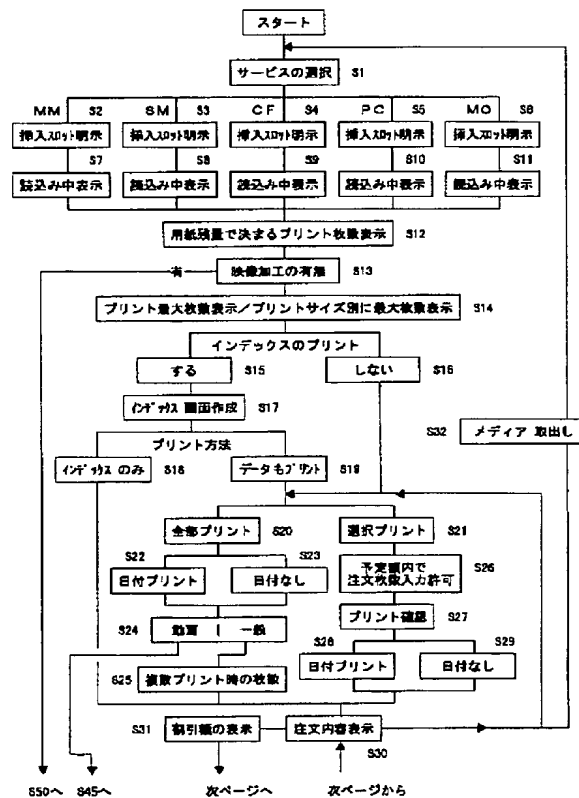 スタート
サービスの選択 S1
MM S2 SM S3 CF S4 PC S5 MO S6
挿入スロット明示 挿入スロット明示 挿入スロット明示 挿入スロット明示 挿入スロット明示
S7 S8 S9 S10 S11
読込み中表示 読込み中表示 読込み中表示 読込み中表示 読込み中表示
用紙残量で決まるプリント枚数表示 S12
有 映像加工の有無 S13
プリント最大枚数表示/プリントサイズ別に最大枚数表示 S14
インデックスのプリント
する S15 しない S16
インデックス 画面作成 S17
S32 メディア 取出し
プリント方法
インデックス のみ S18 データもプリント S19
全部プリント S20 選択プリント S21
S22 S23
日付プリント 日付なし 予定額内で S26
注文枚数入力許可
プリント確認 S27
S24 動画 一般
S28 S29
日付プリント 日付なし
S25 複数プリント時の枚数
S31 割引額の表示 注文内容表示
S30
S50へ S45へ 次ページへ 次ページから